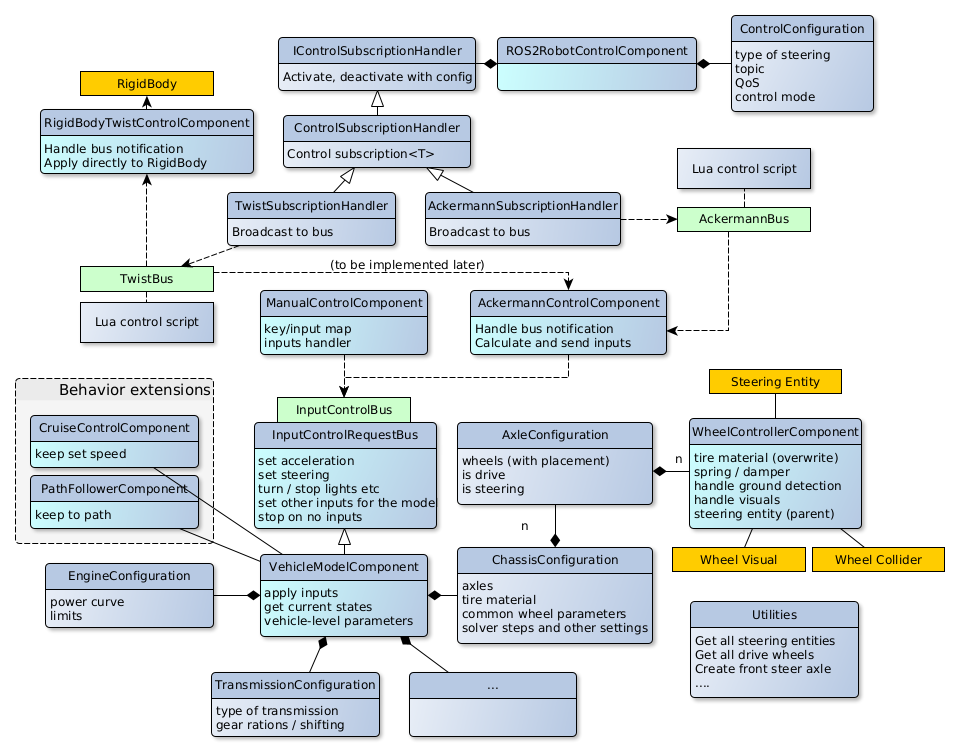 IControlSubscriptionHandler
Activate, deactivate with config
ROS2RobotControlComponent
ControlConfiguration
type of steering
topic
QoS
control mode
RigidBody
RigidBodyTwistControlComponent
Handle bus notification
Apply directly to RigidBody
ControlSubscriptionHandler
Control subscription<T>
TwistSubscriptionHandler
Broadcast to bus
AckermannSubscriptionHandler
Broadcast to bus
Lua control script
AckermannBus
TwistBus
Lua control script
(to be implemented later)
ManualControlComponent
key/input map
inputs handler
AckermannControlComponent
Handle bus notification
Calculate and send inputs
Behavior extensions
CruiseControlComponent
keep set speed
PathFollowerComponent
keep to path
InputControlBus
InputControlRequestBus
set acceleration
set steering
turn / stop lights etc
set other inputs for the mode
stop on no inputs
AxleConfiguration
wheels (with placement)
is drive
is steering
n
Steering Entity
WheelControllerComponent
tire material (overwrite)
spring / damper
handle ground detection
handle visuals
steering entity (parent)
Wheel Visual
Wheel Collider
n
EngineConfiguration
power curve
limits
VehicleModelComponent
apply inputs
get current states
vehicle-level parameters
ChassisConfiguration
axles
tire material
common wheel parameters
solver steps and other settings
Utilities
Get all steering entities
Get all drive wheels
Create front steer axle
....
TransmissionConfiguration
type of transmission
gear rations / shifting
...